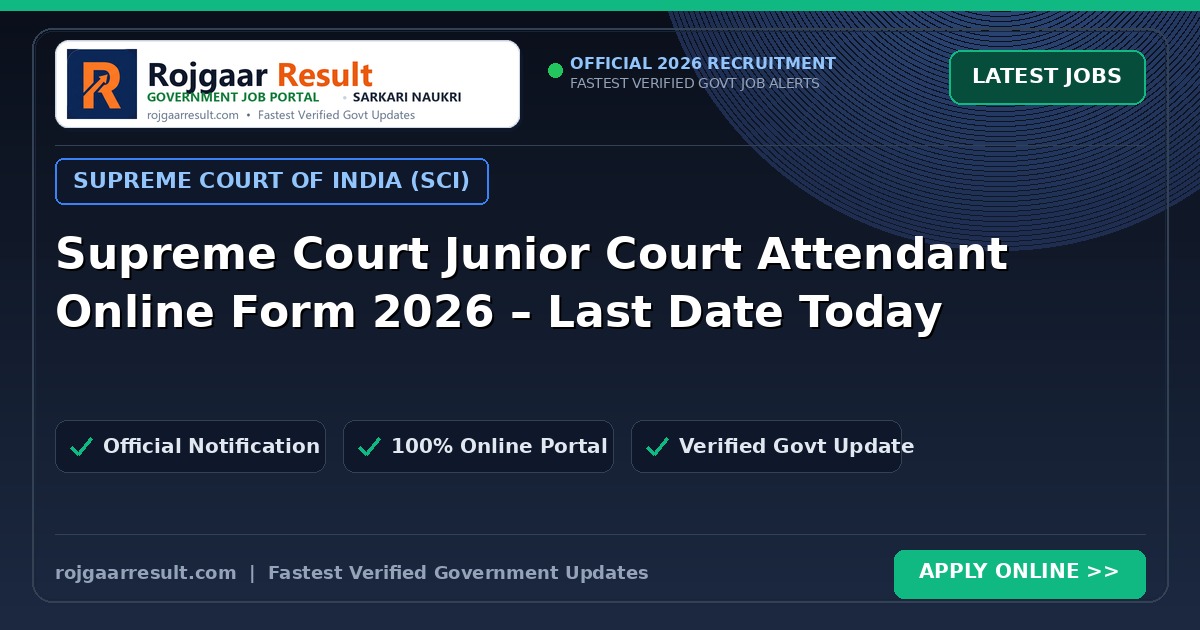 Rojgaar Result
GOVERNMENT JOB PORTAL • SARKARI NAUKRI
rojgaarresult.com • Fastest Verified Govt Updates
OFFICIAL 2026 RECRUITMENT
FASTEST VERIFIED GOVT JOB ALERTS
LATEST JOBS
SUPREME COURT OF INDIA (SCI)
Supreme Court Junior Court Attendant
Online Form 2026 – Last Date Today
Official Notification
100% Online Portal
Verified Govt Update
rojgaarresult.com | Fastest Verified Government Updates
APPLY ONLINE >>